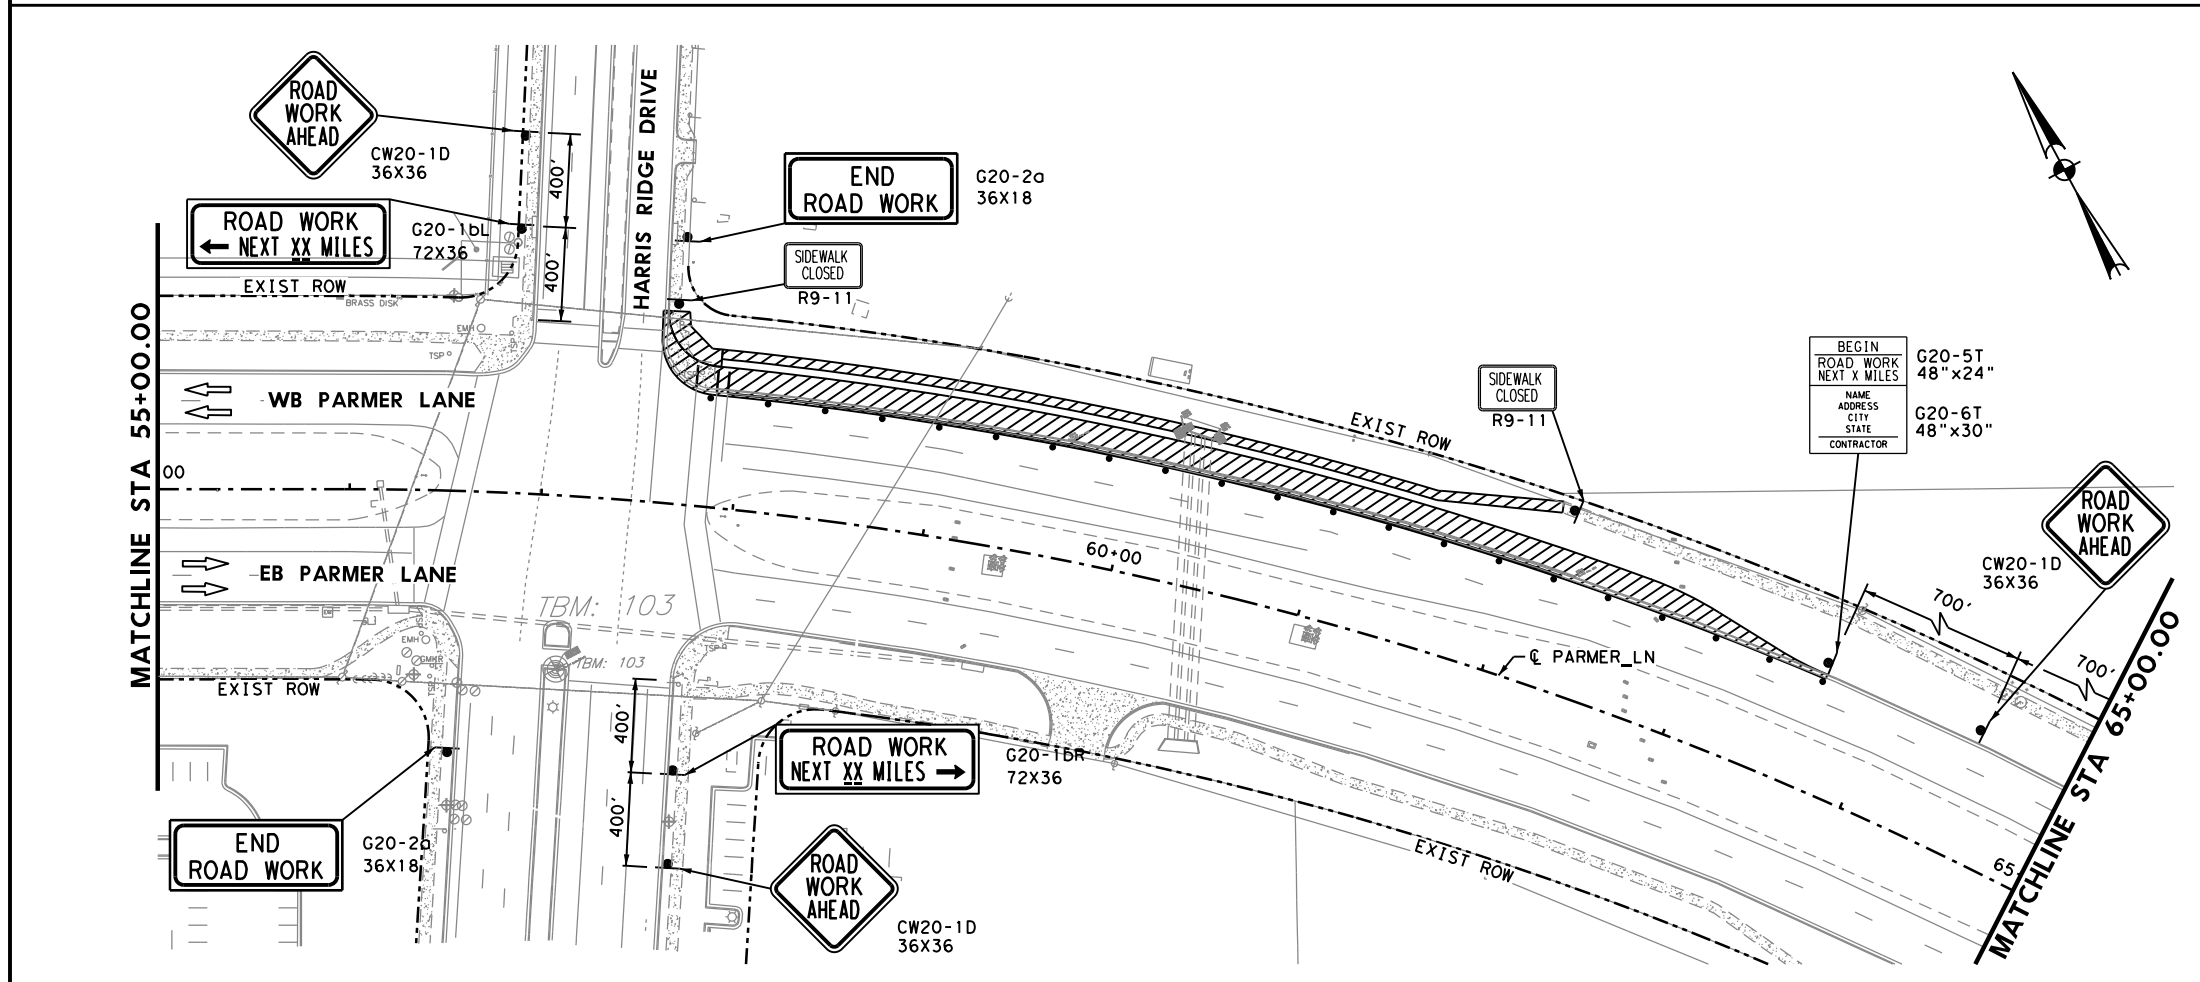 ROAD
WORK
AHEAD
CW20-1D
36X36
ROAD WORK
NEXT XX MILES
G20-1bL
72X36
400'
400'
HARRIS RIDGE DRIVE
END
ROAD WORK
G20-2a
36X18
SIDEWALK
CLOSED
R9-11
EXIST ROW
BRASS DISK
EMH
TSP
TSP
MATCHLINE STA 55+00.00
WB PARMER LANE
00
EB PARMER LANE
EXIST ROW
SIDEWALK
CLOSED
R9-11
BEGIN
ROAD WORK
NEXT X MILES
G20-5T
48"x24"
NAME
ADDRESS
CITY
STATE
CONTRACTOR
G20-6T
48"x30"
ROAD
WORK
AHEAD
CW20-1D
36X36
700'
700'
60+00
℄ PARMER_LN
TBM: 103
TBM: 103
EMH
GMKR
TSP
EXIST ROW
400'
400'
ROAD WORK
NEXT XX MILES
G20-1bR
72X36
END
ROAD WORK
G20-2a
36X18
ROAD
WORK
AHEAD
CW20-1D
36X36
EXIST ROW
65
MATCHLINE STA 65+00.00